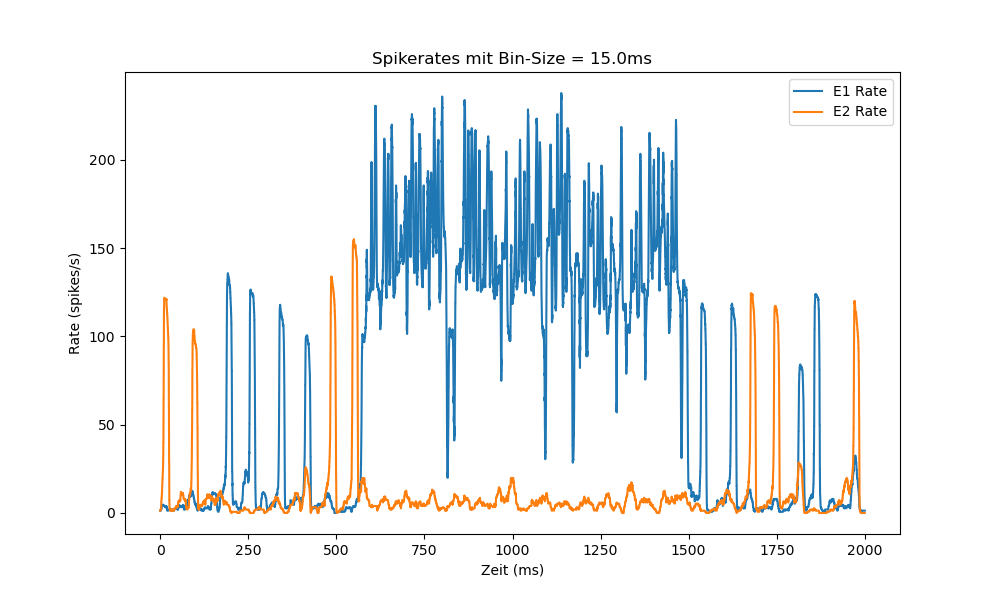 Spikerates mit Bin-Size = 15.0ms
E1 Rate
E2 Rate
Rate (spikes/s)
200
150
100
50
0
0 250 500 750 1000 1250 1500 1750 2000
Zeit (ms)